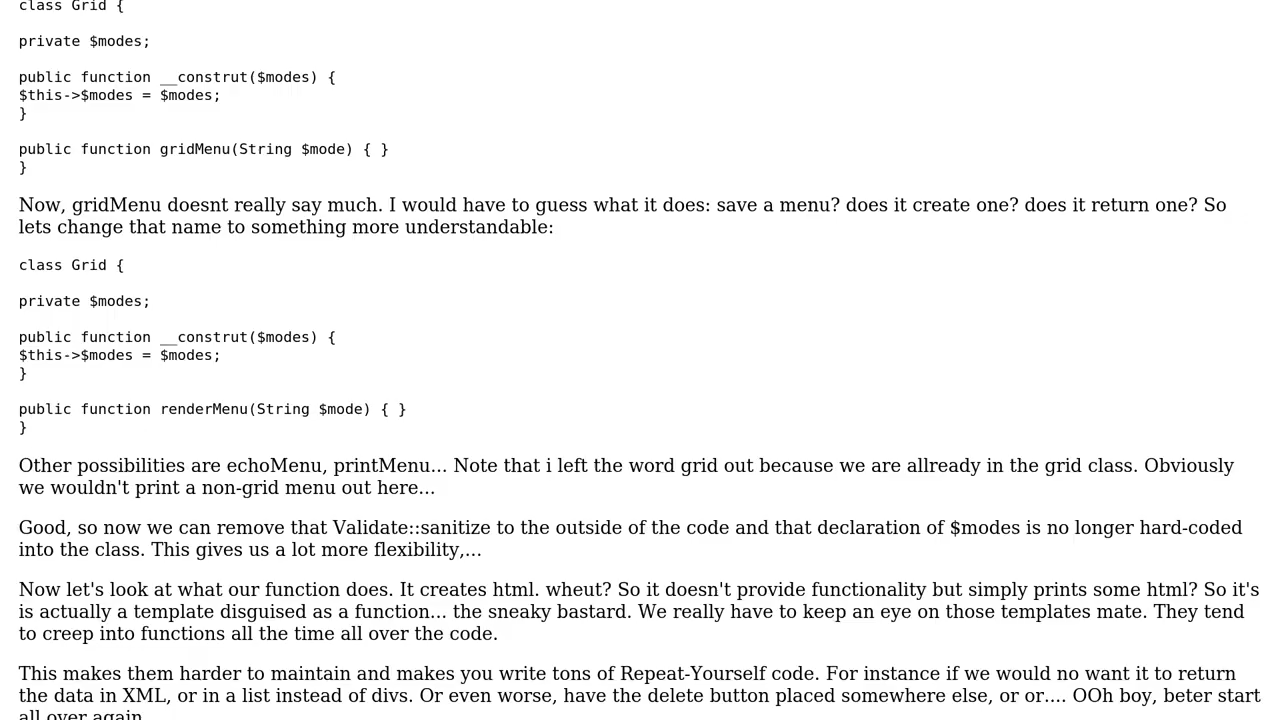 class Grid {
private $modes;
public function __construt($modes) {
$this->$modes = $modes;
}
public function gridMenu(String $mode) { }
}
Now, gridMenu doesnt really say much. I would have to guess what it does: save a menu? does it create one? does it return one? So
lets change that name to something more understandable:
class Grid {
private $modes;
public function __construt($modes) {
$this->$modes = $modes;
}
public function renderMenu(String $mode) { }
}
Other possibilities are echoMenu, printMenu... Note that i left the word grid out because we are allready in the grid class. Obviously
we wouldn't print a non-grid menu out here...
Good, so now we can remove that Validate::sanitize to the outside of the code and that declaration of $modes is no longer hard-coded
into the class. This gives us a lot more flexibility,...
Now let's look at what our function does. It creates html. wheut? So it doesn't provide functionality but simply prints some html? So it's
is actually a template disguised as a function... the sneaky bastard. We really have to keep an eye on those templates mate. They tend
to creep into functions all the time all over the code.
This makes them harder to maintain and makes you write tons of Repeat-Yourself code. For instance if we would no want it to return
the data in XML, or in a list instead of divs. Or even worse, have the delete button placed somewhere else, or or.... OOh boy, beter start
all over again